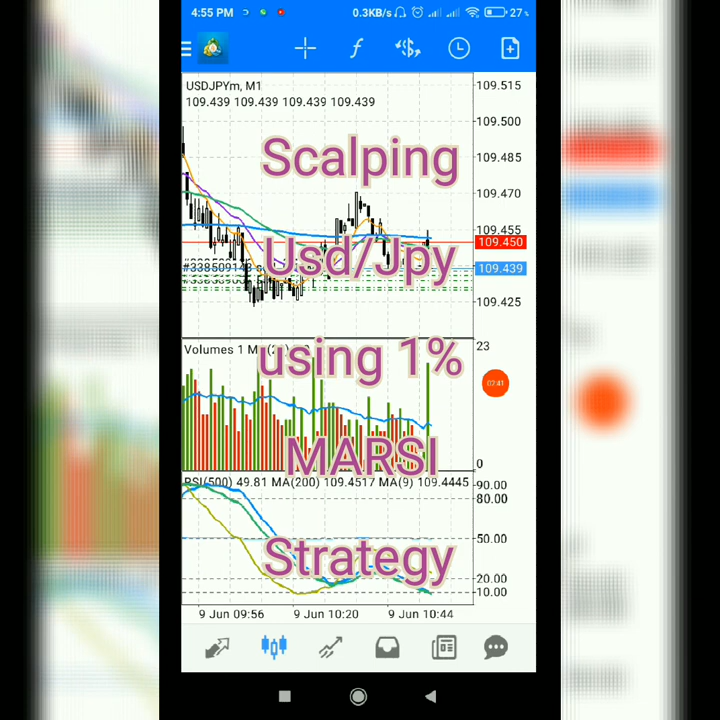 4:55 PM 0.3KB/s 27
USDJPYm, M1
109.439 109.439 109.439 109.439
109.515
109.500
109.485
109.470
109.455
109.450
109.439
109.425
Scalping
Usd/Jpy
using 1%
MARSI
Strategy
Volumes 1
23
02:41
0
RSI(500) 49.81 MA(200) 109.4517 MA(9) 109.4445
90.00
80.00
50.00
20.00
10.00
9 Jun 09:56 9 Jun 10:20 9 Jun 10:44